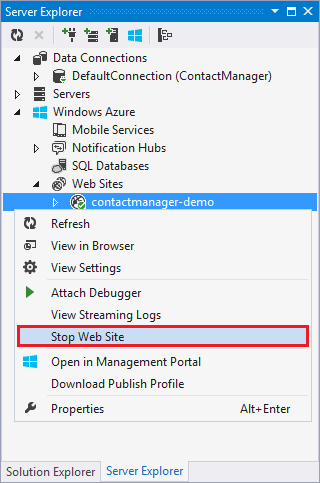 Server Explorer
Data Connections
DefaultConnection (ContactManager)
Servers
Windows Azure
Mobile Services
Notification Hubs
SQL Databases
Web Sites
contactmanager-demo
Refresh
View in Browser
View Settings
Attach Debugger
View Streaming Logs
Stop Web Site
Open in Management Portal
Download Publish Profile
Properties Alt+Enter
Solution Explorer Server Explorer